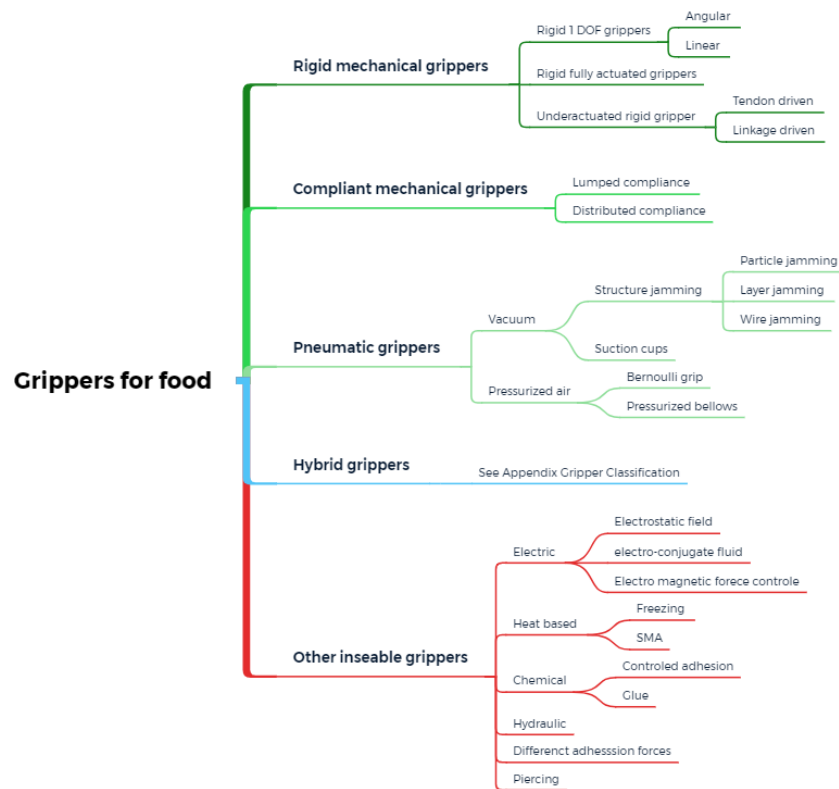 Grippers for food
Rigid mechanical grippers
Rigid 1 DOF grippers
Angular
Linear
Rigid fully actuated grippers
Underactuated rigid gripper
Tendon driven
Linkage driven
Compliant mechanical grippers
Lumped compliance
Distributed compliance
Pneumatic grippers
Vacuum
Structure jamming
Particle jamming
Layer jamming
Wire jamming
Suction cups
Pressurized air
Bernoulli grip
Pressurized bellows
Hybrid grippers
See Appendix Gripper Classification
Other inseable grippers
Electric
Electrostatic field
electro-conjugate fluid
Electro magnetic forece controle
Heat based
Freezing
SMA
Chemical
Controled adhesion
Glue
Hydraulic
Differenct adhesssion forces
Piercing